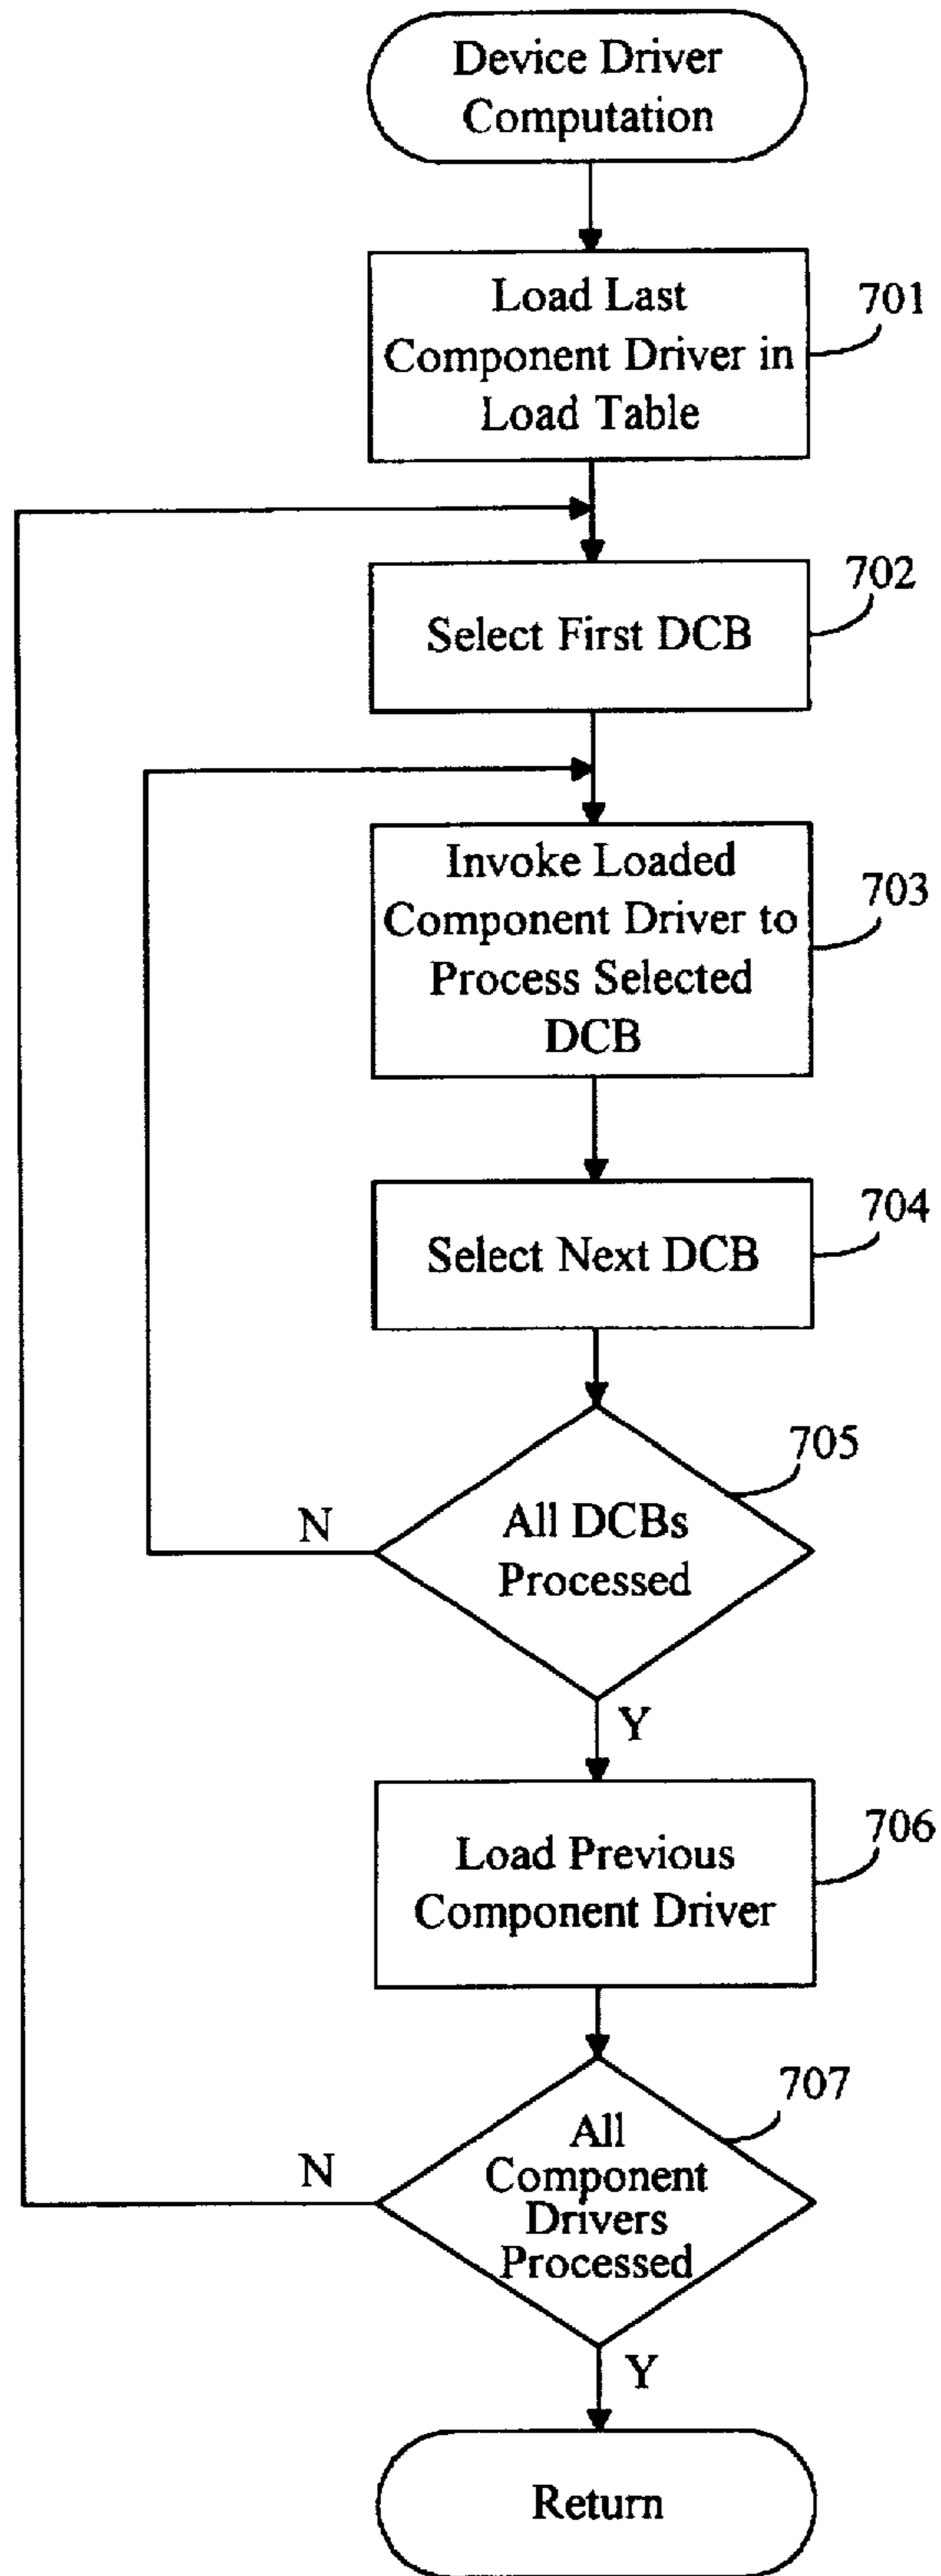 Device Driver
Computation
Load Last
Component Driver in
Load Table
701
Select First DCB
702
Invoke Loaded
Component Driver to
Process Selected
DCB
703
Select Next DCB
704
All DCBs
Processed
705
N
Y
Load Previous
Component Driver
706
All
Component
Drivers
Processed
707
N
Y
Return